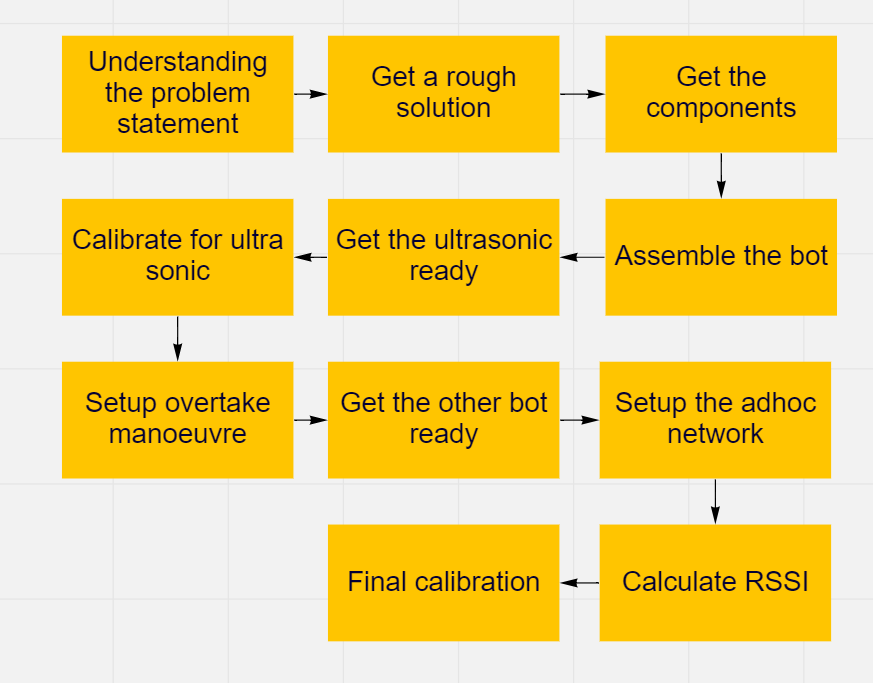 Understanding
the problem
statement
Get a rough
solution
Get the
components
Assemble the bot
Get the ultrasonic
ready
Calibrate for ultra
sonic
Setup overtake
manoeuvre
Get the other bot
ready
Setup the adhoc
network
Calculate RSSI
Final calibration